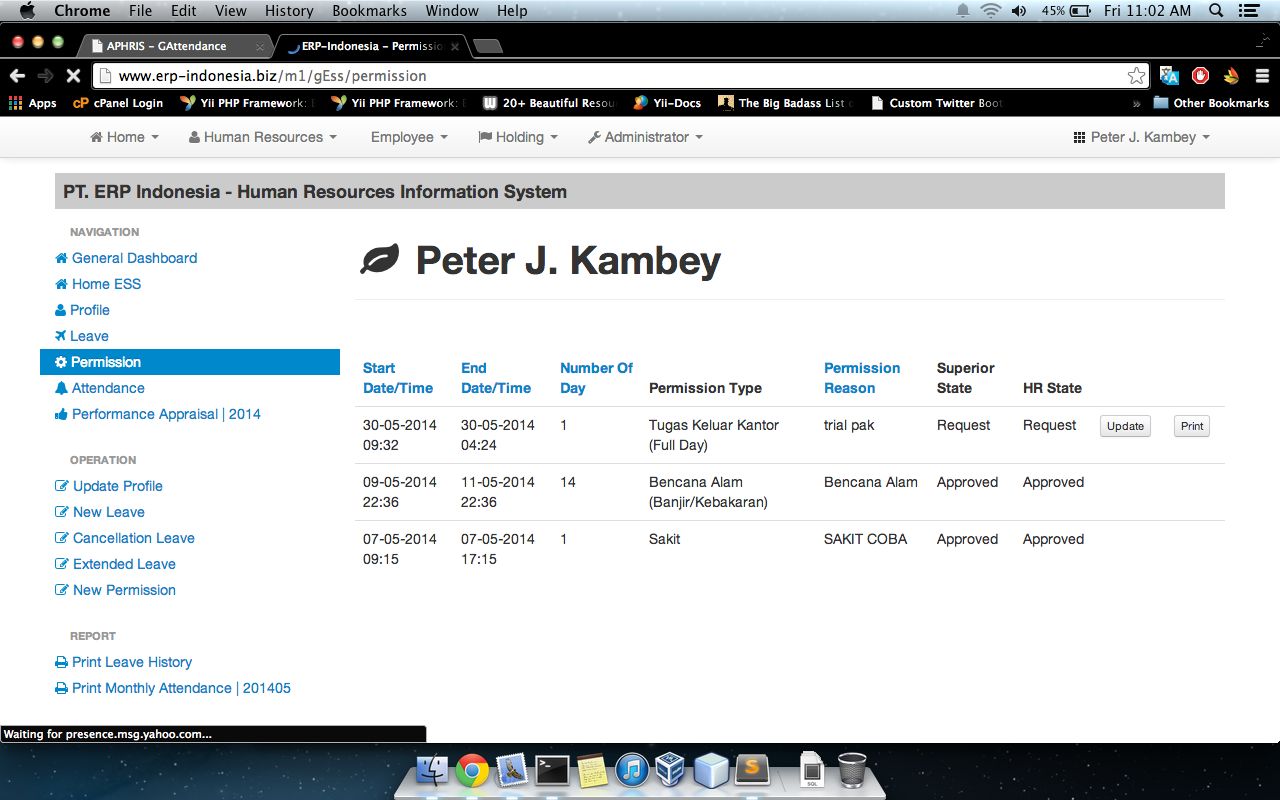 Chrome File Edit View History Bookmarks Window Help 45% Fri 11:02 AM
APHRIS - GAttendance ERP-Indonesia - Permissio
www.erp-indonesia.biz/m1/gEss/permission
Apps cPanel Login Yii PHP Framework: Yii PHP Framework: 20+ Beautiful Resou Yii-Docs The Big Badass List o Custom Twitter Boot » Other Bookmarks
Home Human Resources Employee Holding Administrator Peter J. Kambey
PT. ERP Indonesia - Human Resources Information System
NAVIGATION
General Dashboard
Home ESS
Profile
Leave
Permission
Attendance
Performance Appraisal | 2014
OPERATION
Update Profile
New Leave
Cancellation Leave
Extended Leave
New Permission
REPORT
Print Leave History
Print Monthly Attendance | 201405
Peter J. Kambey
Start End Number Of Permission Superior
Date/Time Date/Time Day Permission Type Reason State HR State
30-05-2014 30-05-2014 1 Tugas Keluar Kantor trial pak Request Request Update Print
09:32 04:24 (Full Day)
09-05-2014 11-05-2014 14 Bencana Alam Bencana Alam Approved Approved
22:36 22:36 (Banjir/Kebakaran)
07-05-2014 07-05-2014 1 Sakit SAKIT COBA Approved Approved
09:15 17:15
Waiting for presence.msg.yahoo.com...
SQL